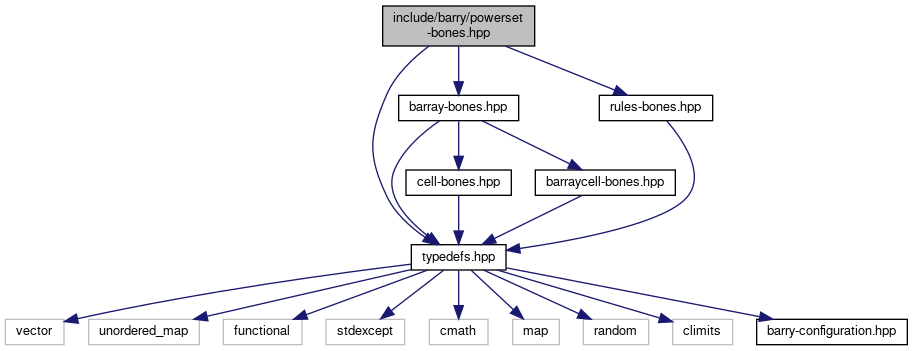 include/barry/powerset
-bones.hpp
barray-bones.hpp
rules-bones.hpp
cell-bones.hpp
barraycell-bones.hpp
typedefs.hpp
vector
unordered_map
functional
stdexcept
cmath
map
random
climits
barry-configuration.hpp